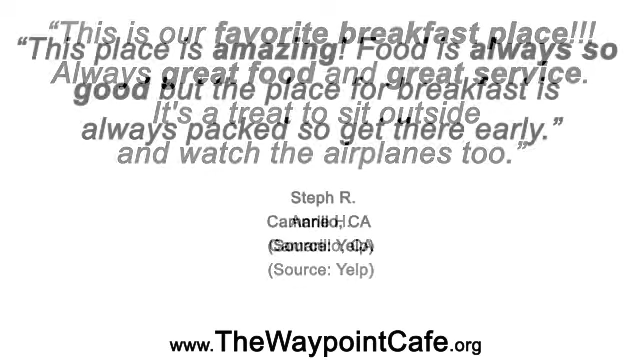 “This is our favorite breakfast place!!!
“This place is amazing! Food is always so
Always great food and great service.
good but the place for breakfast is
It's a treat to sit outside
always packed so get there early.”
and watch the airplanes too.”
Steph R.
Camarillo, CA
(Source: Yelp)
(Source: Yelp)
www.TheWaypointCafe.org